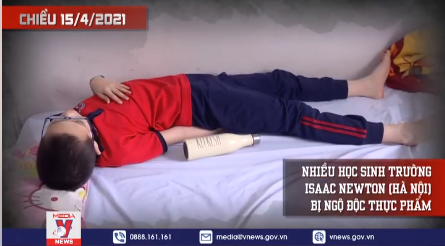 CHIỀU 15/4/2021
NHIỀU HỌC SINH TRƯỜNG
ISAAC NEWTON (HÀ NỘI)
BỊ NGỘ ĐỘC THỰC PHẨM
V
NEWS
0888.161.161
media@vnews.gov.vn
vnews.gov.vn